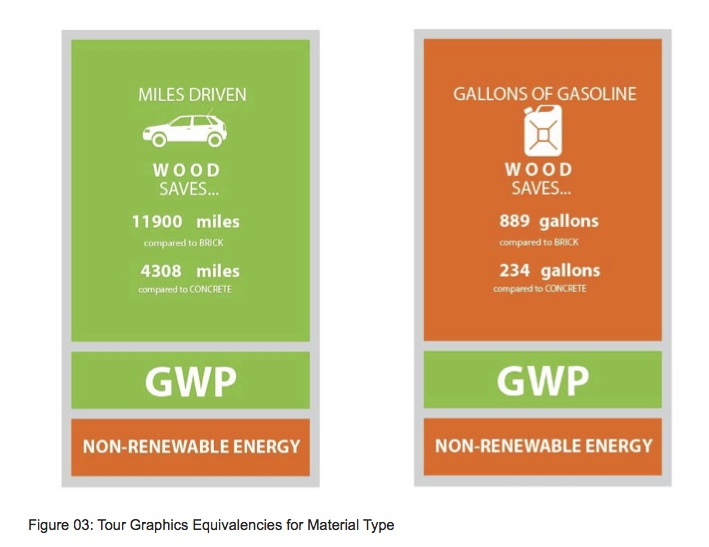 MILES DRIVEN
WOOD
SAVES...
11900 miles
compared to BRICK
4308 miles
compared to CONCRETE
GWP
NON-RENEWABLE ENERGY
GALLONS OF GASOLINE
WOOD
SAVES...
889 gallons
compared to BRICK
234 gallons
compared to CONCRETE
GWP
NON-RENEWABLE ENERGY
Figure 03: Tour Graphics Equivalencies for Material Type